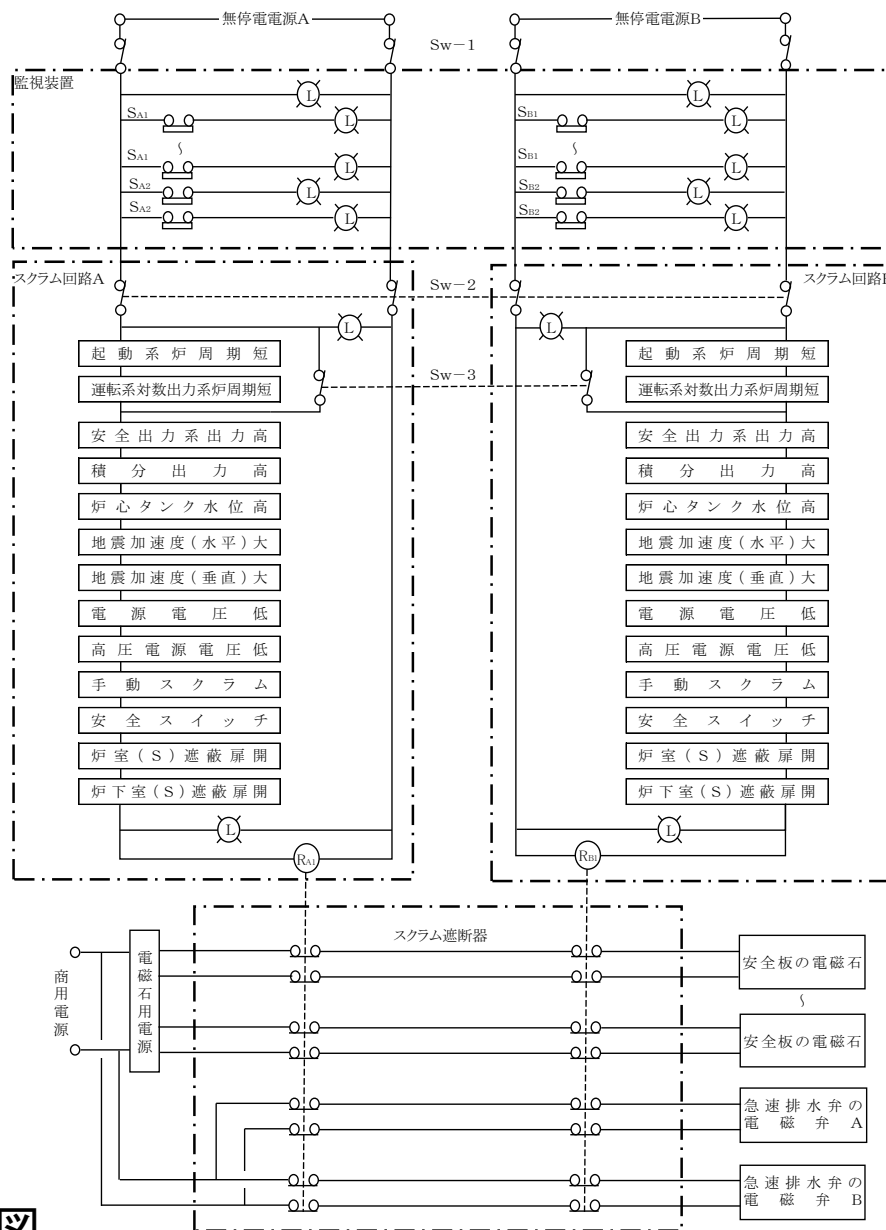 無停電電源A
無停電電源B
Sw－1
監視装置
L
L
SA1
L
SB1
L
～
～
SA1
L
SB1
L
SA2
L
SB2
L
SA2
L
SB2
L
スクラム回路A
Sw－2
スクラム回路
L
L
起動系炉周期短
起動系炉周期短
Sw－3
運転系対数出力系炉周期短
運転系対数出力系炉周期短
安全出力系出力高
安全出力系出力高
積分出力高
積分出力高
炉心タンク水位高
炉心タンク水位高
地震加速度(水平)大
地震加速度(水平)大
地震加速度(垂直)大
地震加速度(垂直)大
電源電圧低
電源電圧低
高圧電源電圧低
高圧電源電圧低
手動スクラム
手動スクラム
安全スイッチ
安全スイッチ
炉室(S)遮蔽扉開
炉室(S)遮蔽扉開
炉下室(S)遮蔽扉開
炉下室(S)遮蔽扉開
L
L
RA1
RB1
スクラム遮断器
商用電源
電磁石用電源
安全板の電磁石
～
安全板の電磁石
急速排水弁の
電磁弁A
急速排水弁の
電磁弁B
図